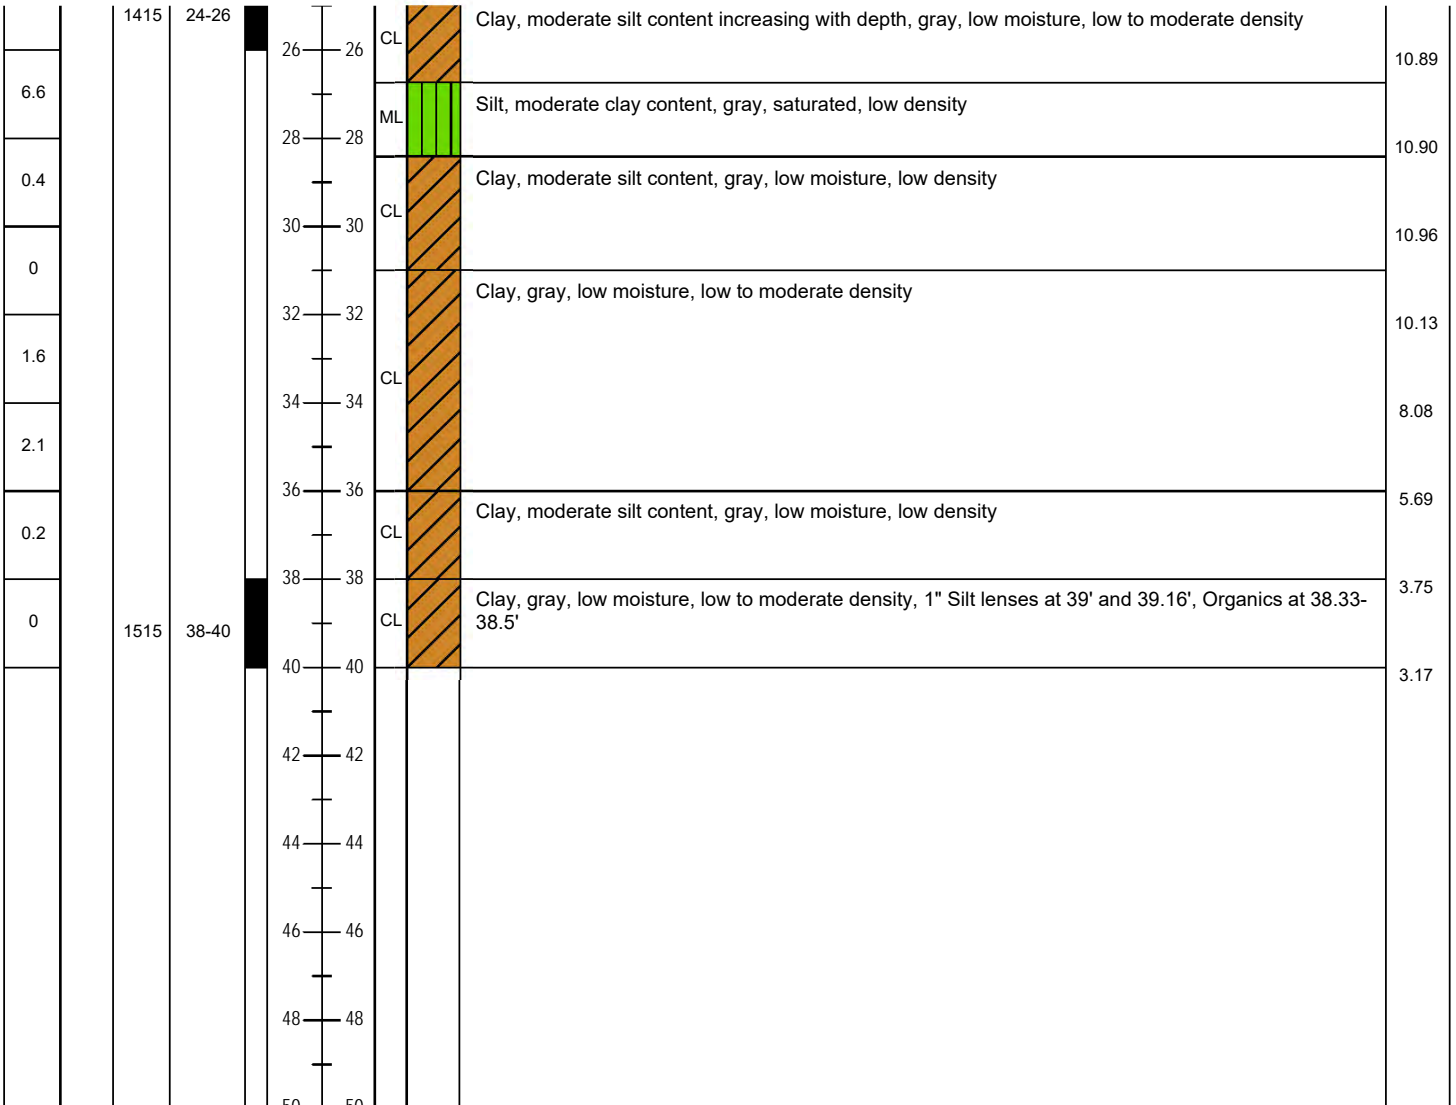 1415 24-26 Clay, moderate silt content increasing with depth, gray, low moisture, low to moderate density
CL
26 26
10.89
6.6
Silt, moderate clay content, gray, saturated, low density
ML
28 28
10.90
0.4
Clay, moderate silt content, gray, low moisture, low density
CL
30 30
10.96
0
Clay, gray, low moisture, low to moderate density
32 32
10.13
1.6
CL
34 34
8.08
2.1
36 36
5.69
Clay, moderate silt content, gray, low moisture, low density
0.2
CL
38 38
3.75
Clay, gray, low moisture, low to moderate density, 1" Silt lenses at 39' and 39.16', Organics at 38.33-
38.5'
0
CL
1515 38-40
40 40
3.17
42 42
44 44
46 46
48 48
50 50